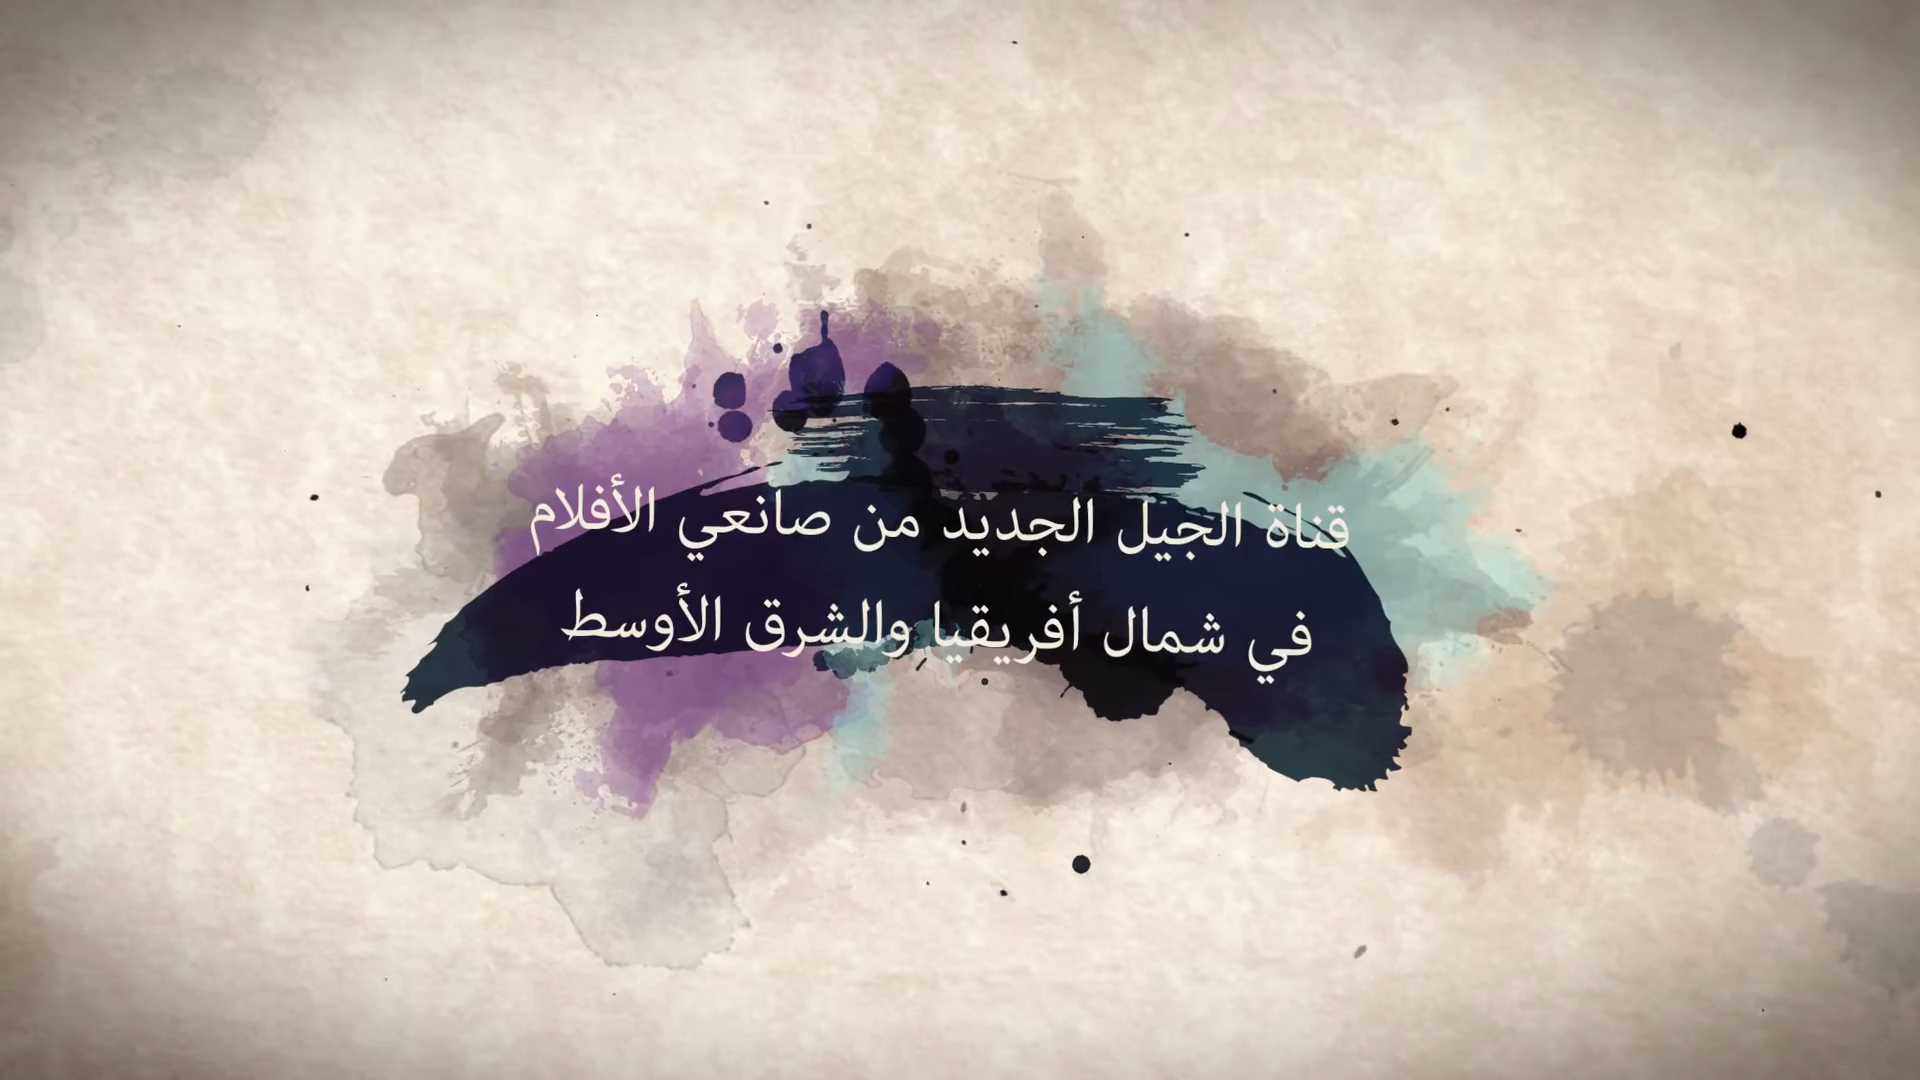 قناة الجيل الجديد من صانعي الأفلام
في شمال أفريقيا والشرق الأوسط